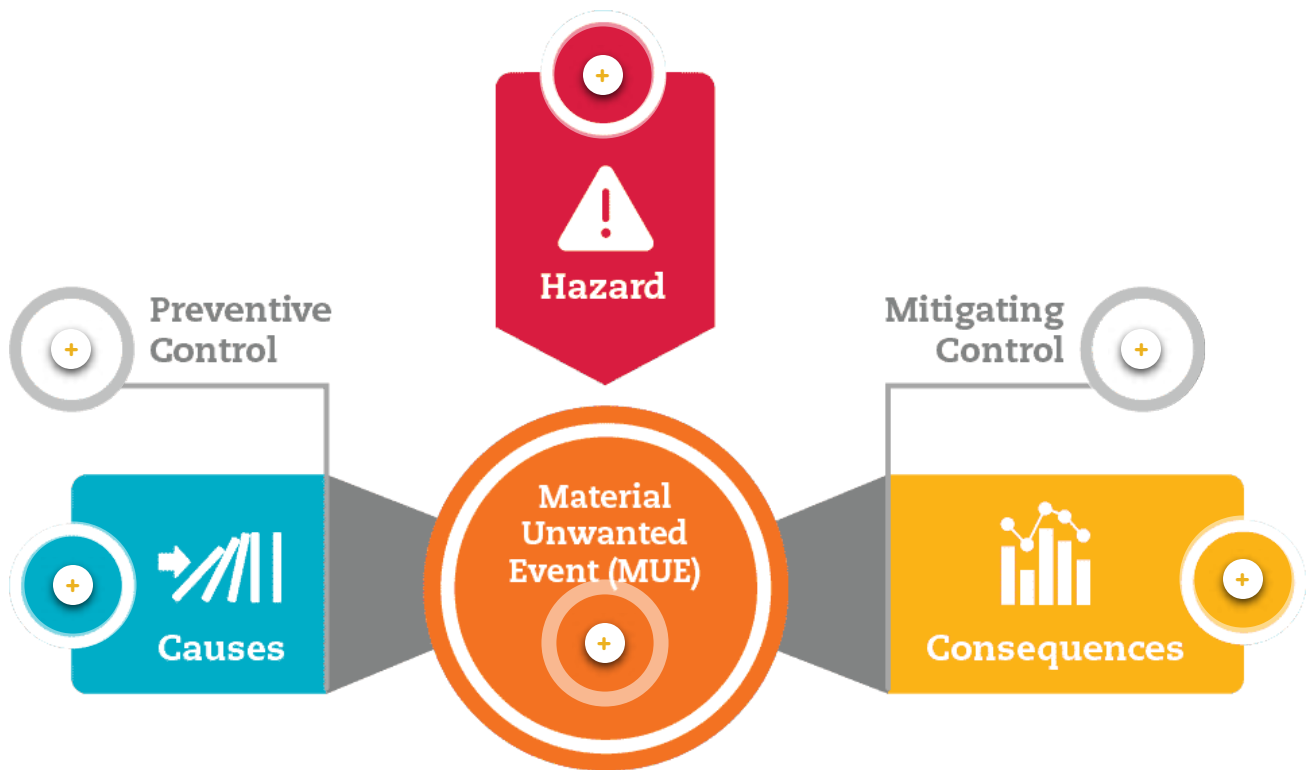 Hazard
Preventive
Control
Mitigating
Control
Material
Unwanted
Event (MUE)
Causes
Consequences